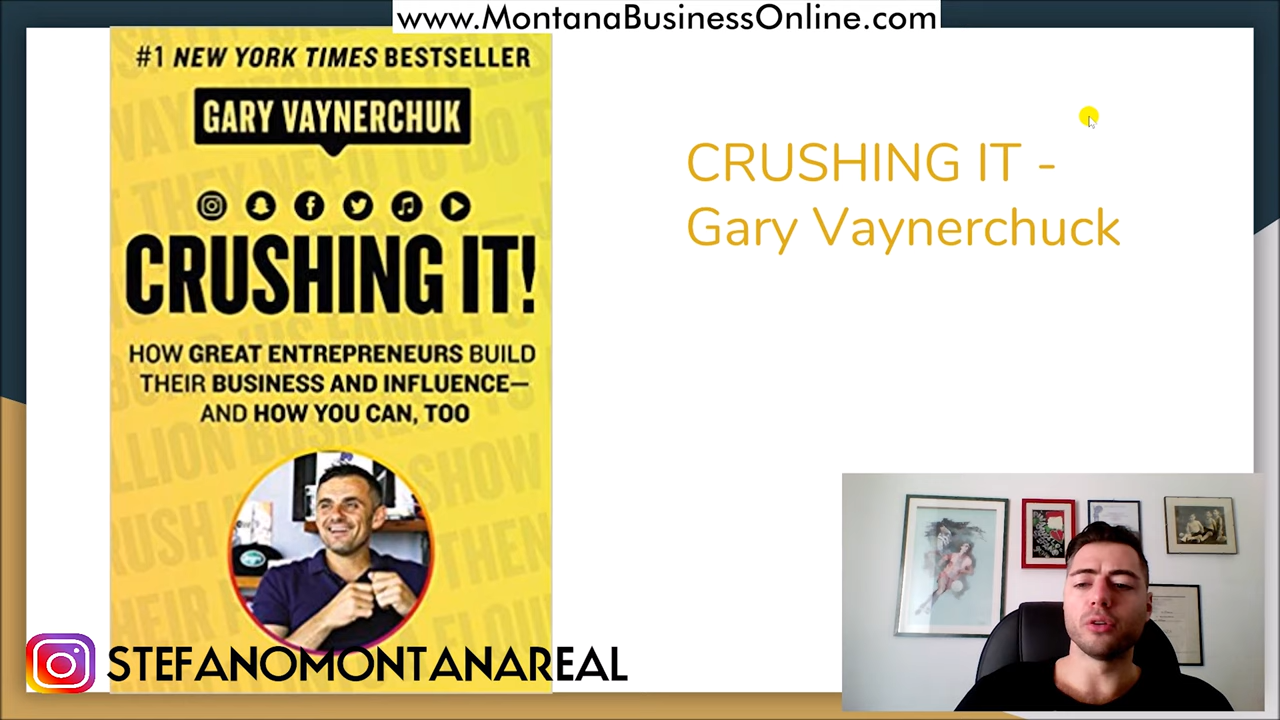 www.MontanaBusinessOnline.com
#1 NEW YORK TIMES BESTSELLER
GARY VAYNERCHUK
CRUSHING IT!
HOW GREAT ENTREPRENEURS BUILD
THEIR BUSINESS AND INFLUENCE—
AND HOW YOU CAN, TOO
CRUSHING IT -
Gary Vaynerchuck
STEFANOMONTANAREAL